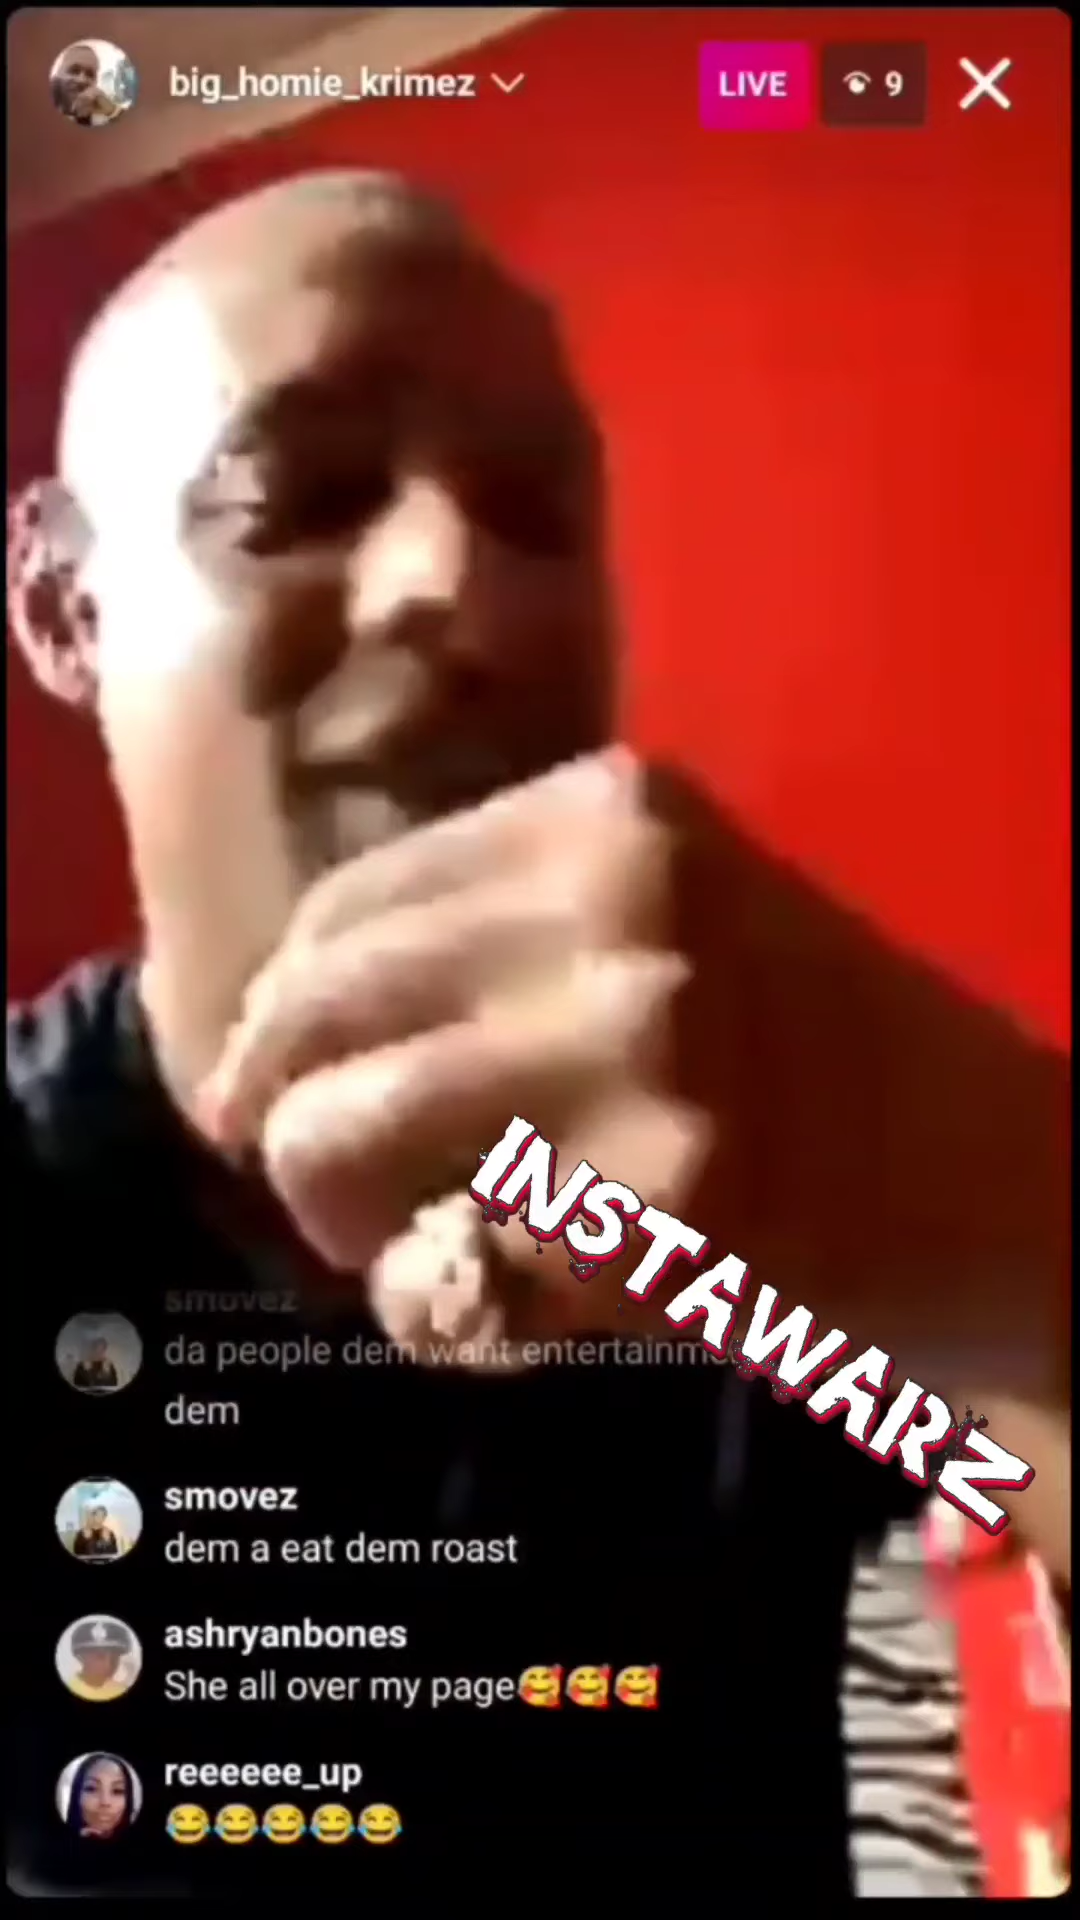 big_homie_krimez
LIVE
9
INSTAWARZ
smovez
da people dem want entertainm
dem
smovez
dem a eat dem roast
ashryanbones
She all over my page🥰🥰🥰
reeeeee_up
😂😂😂😂😂